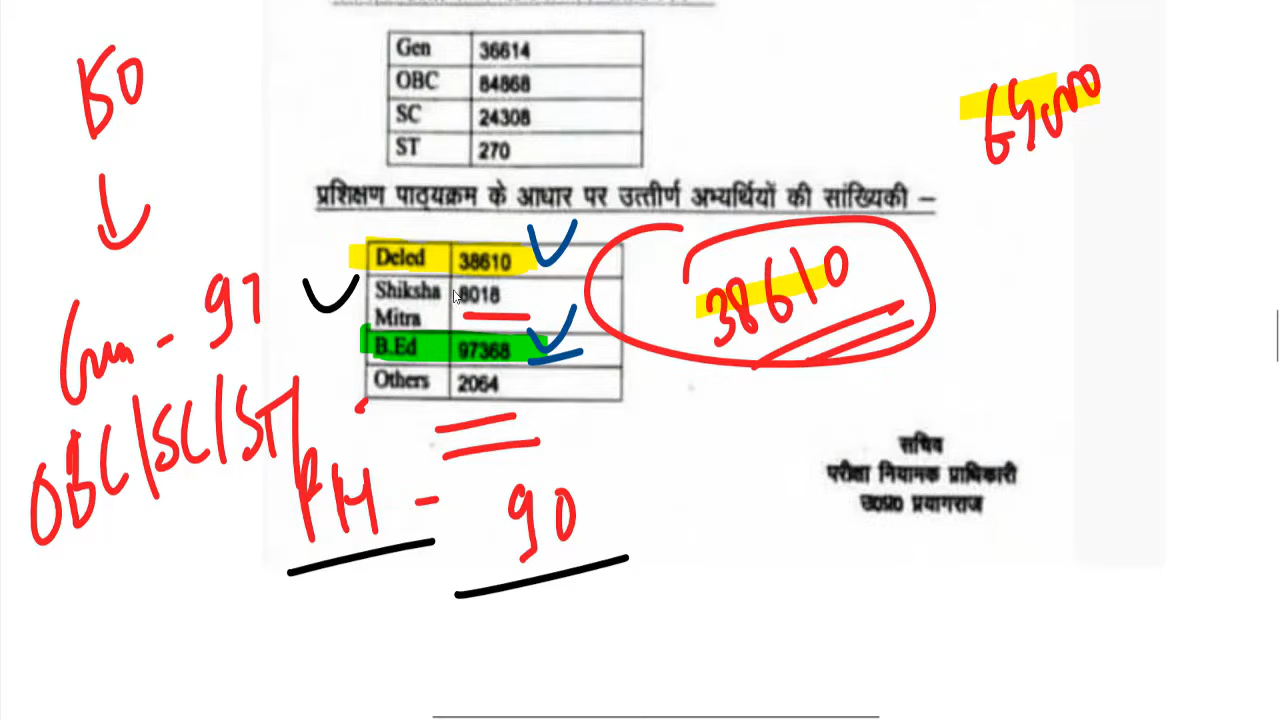 Gen 36614
OBC 84868
SC 24308
ST 270
69000
50
प्रशिक्षण पाठ्यक्रम के आधार पर उत्तीर्ण अभ्यर्थियों की सांख्यिकी –
Deled 38610
Shiksha Mitra 8018
B.Ed 97368
Others 2064
38610
Gen - 97
OBC/SC/ST/
PH - 90
सचिव
परीक्षा नियामक प्राधिकारी
उ0प्र0 प्रयागराज